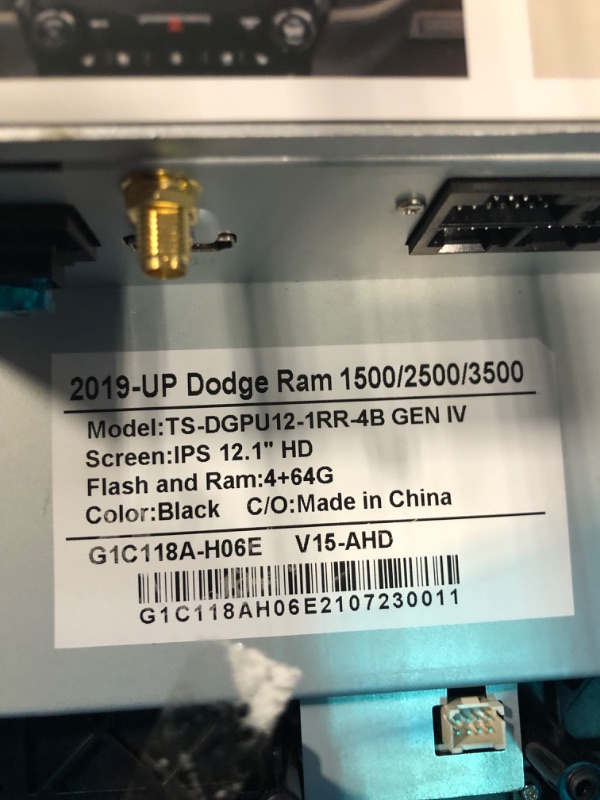 2019-UP Dodge Ram 1500/2500/3500
Model:TS-DGPU12-1RR-4B GEN IV
Screen:IPS 12.1" HD
Flash and Ram:4+64G
Color:Black C/O:Made in China
G1C118A-H06E V15-AHD
G1C118AH06E2107230011